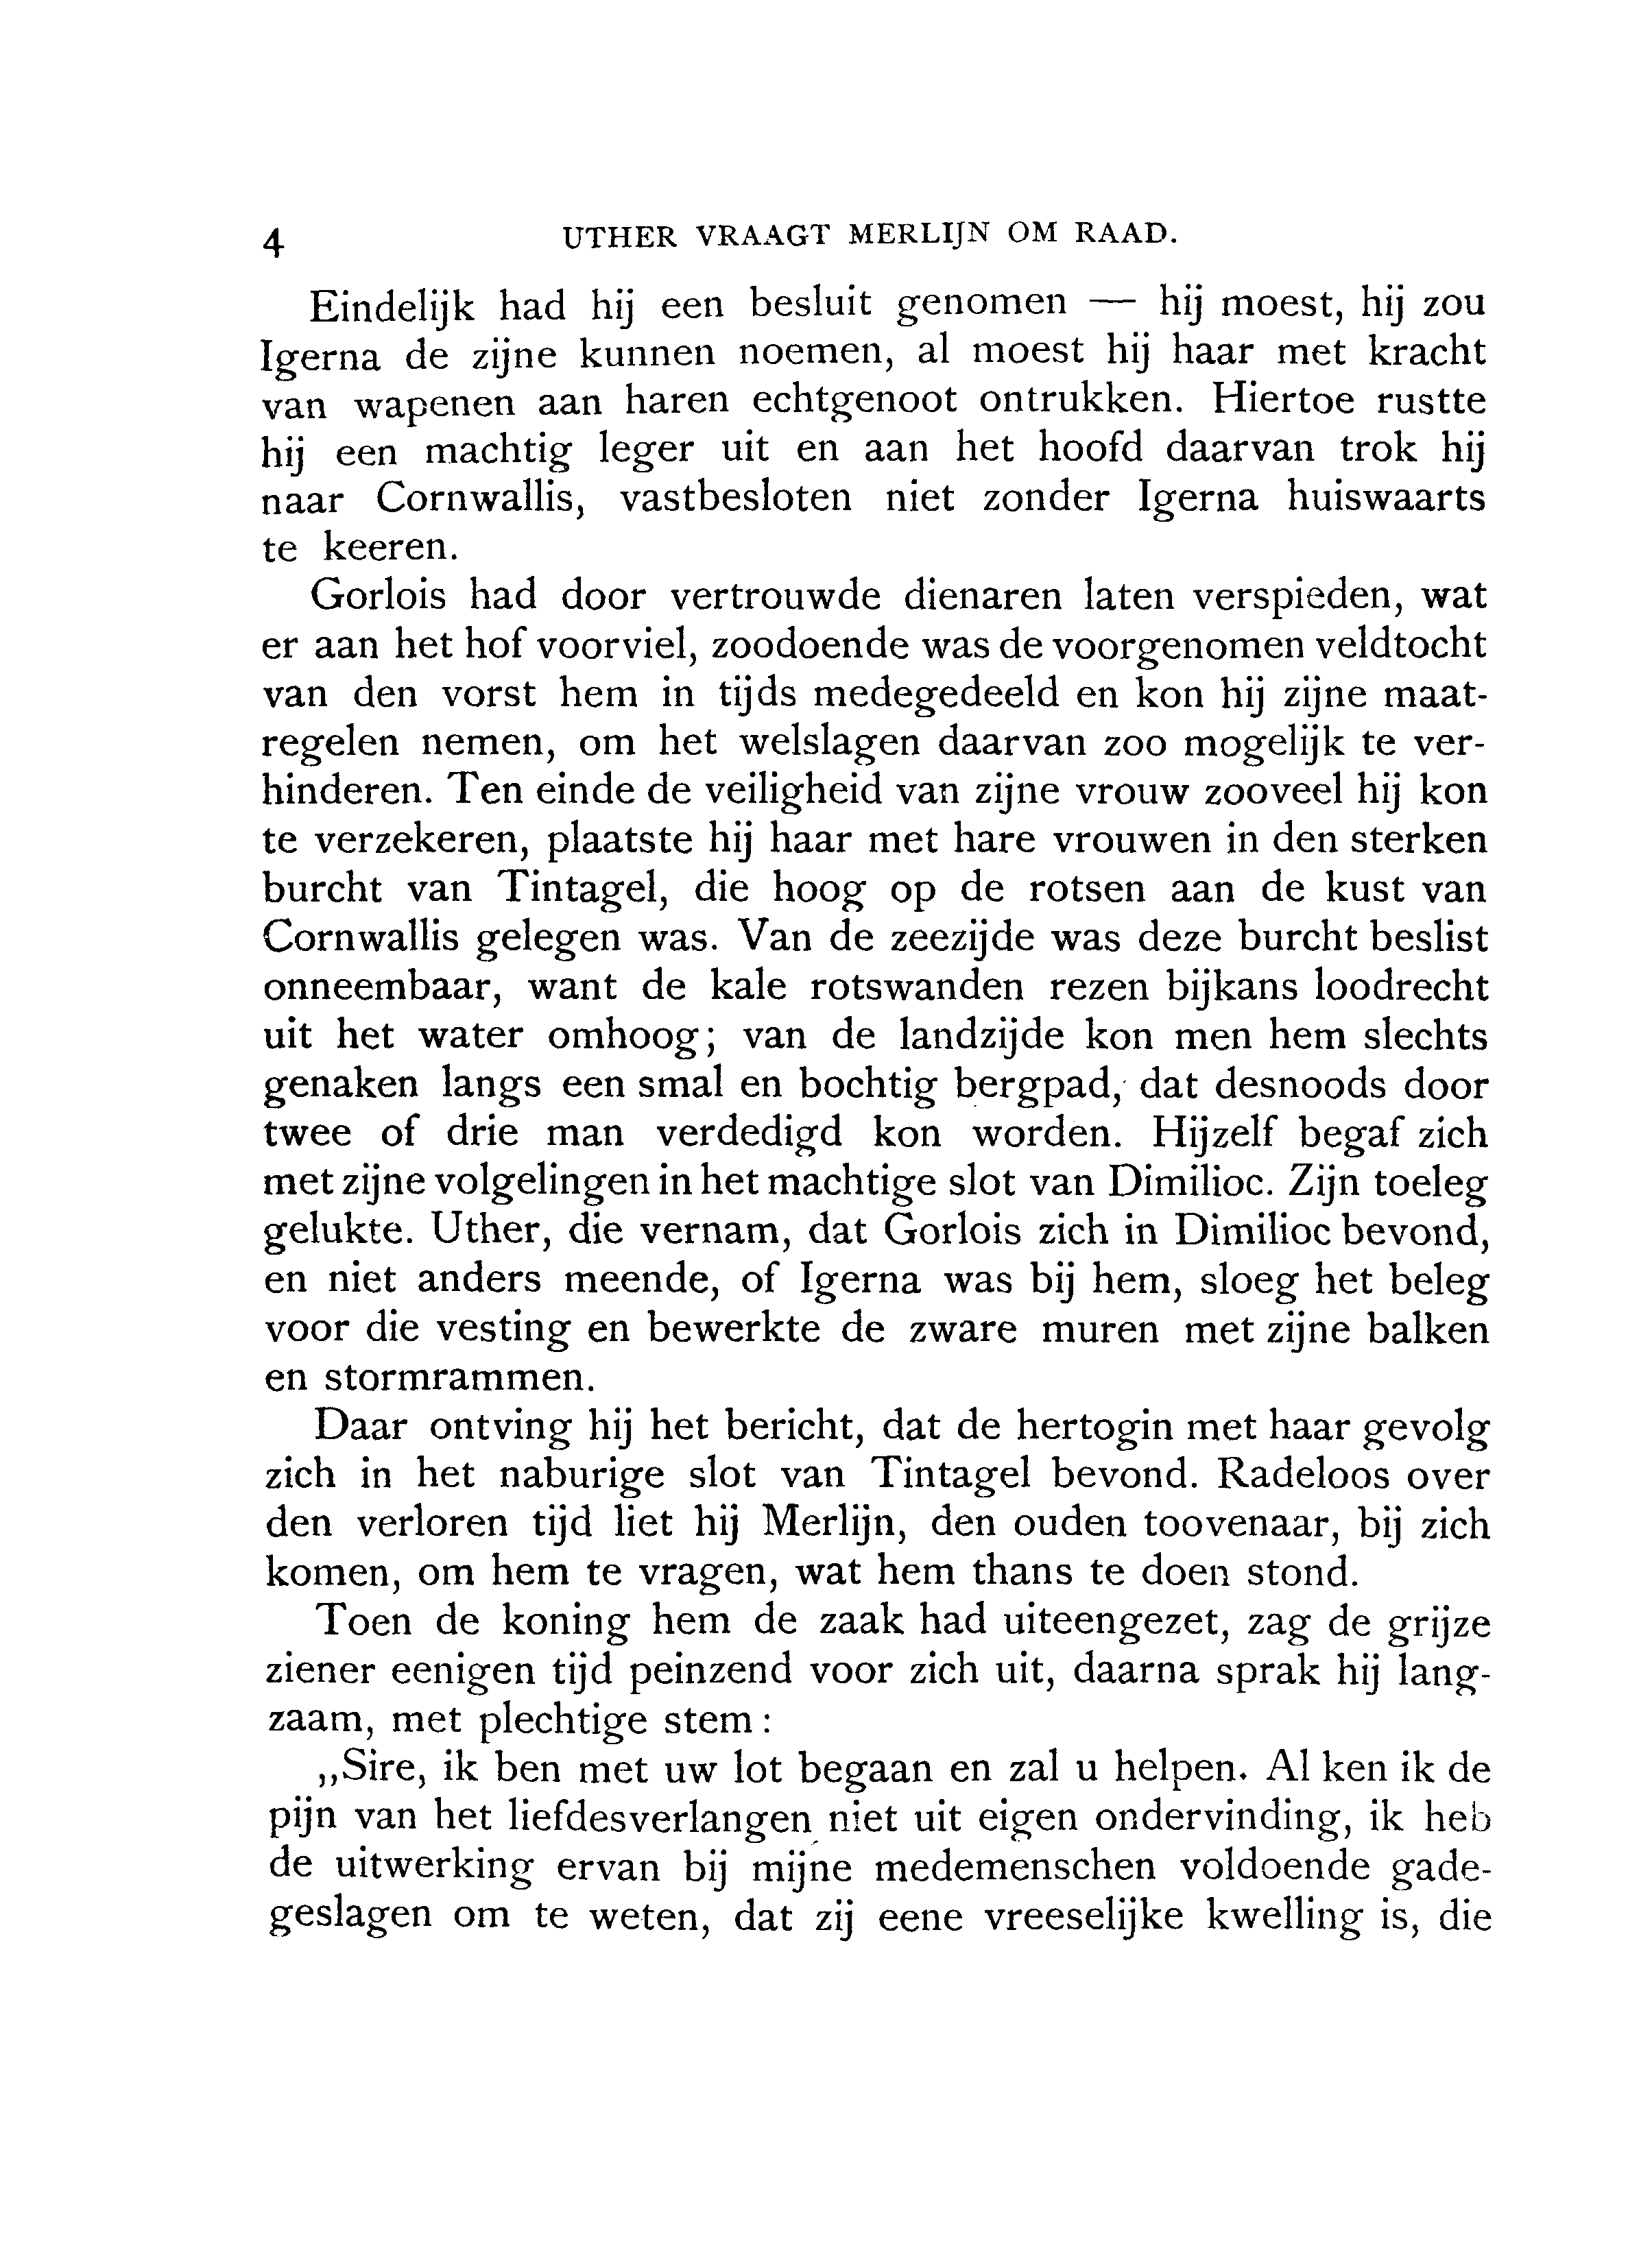 4 UTHER VRAAGT MERLIJN OM RAAD.
Eindelijk had hij een besluit genomen — hij moest, hij zou
Igerna de zijne kunnen noemen, al moest hij haar met kracht
van wapenen aan haren echtgenoot ontrukken. Hiertoe rustte
hij een machtig leger uit en aan het hoofd daarvan trok hij
naar Cornwallis, vastbesloten niet zonder Igerna huiswaarts
te keeren.
Gorlois had door vertrouwde dienaren laten verspieden, wat
er aan het hof voorviel, zoodoende was de voorgenomen veldtocht
van den vorst hem in tijds medegedeeld en kon hij zijne maat-
regelen nemen, om het welslagen daarvan zoo mogelijk te ver-
hinderen. Ten einde de veiligheid van zijne vrouw zooveel hij kon
te verzekeren, plaatste hij haar met hare vrouwen in den sterken
burcht van Tintagel, die hoog op de rotsen aan de kust van
Cornwallis gelegen was. Van de zeezijde was deze burcht beslist
onneembaar, want de kale rotswanden rezen bijkans loodrecht
uit het water omhoog; van de landzijde kon men hem slechts
genaken langs een smal en bochtig bergpad, dat desnoods door
twee of drie man verdedigd kon worden. Hijzelf begaf zich
met zijne volgelingen in het machtige slot van Dimilioc. Zijn toeleg
gelukte. Uther, die vernam, dat Gorlois zich in Dimilioc bevond,
en niet anders meende, of Igerna was bij hem, sloeg het beleg
voor die vesting en bewerkte de zware muren met zijne balken
en stormrammen.
Daar ontving hij het bericht, dat de hertogin met haar gevolg
zich in het naburige slot van Tintagel bevond. Radeloos over
den verloren tijd liet hij Merlijn, den ouden toovenaar, bij zich
komen, om hem te vragen, wat hem thans te doen stond.
Toen de koning hem de zaak had uiteengezet, zag de grijze
ziener eenigen tijd peinzend voor zich uit, daarna sprak hij lang-
zaam, met plechtige stem:
„Sire, ik ben met uw lot begaan en zal u helpen. Al ken ik de
pijn van het liefdesverlangen niet uit eigen ondervinding, ik heb
de uitwerking ervan bij mijne medemenschen voldoende gade-
geslagen om te weten, dat zij eene vreeselijke kwelling is, die